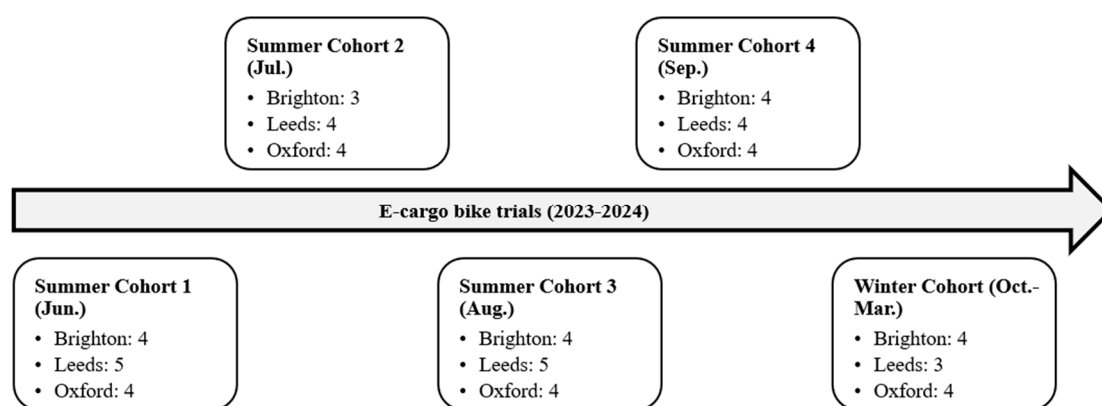 Summer Cohort 2
(Jul.)
• Brighton: 3
• Leeds: 4
• Oxford: 4
Summer Cohort 4
(Sep.)
• Brighton: 4
• Leeds: 4
• Oxford: 4
E-cargo bike trials (2023-2024)
Summer Cohort 1
(Jun.)
• Brighton: 4
• Leeds: 5
• Oxford: 4
Summer Cohort 3
(Aug.)
• Brighton: 4
• Leeds: 5
• Oxford: 4
Winter Cohort (Oct.-
Mar.)
• Brighton: 4
• Leeds: 3
• Oxford: 4